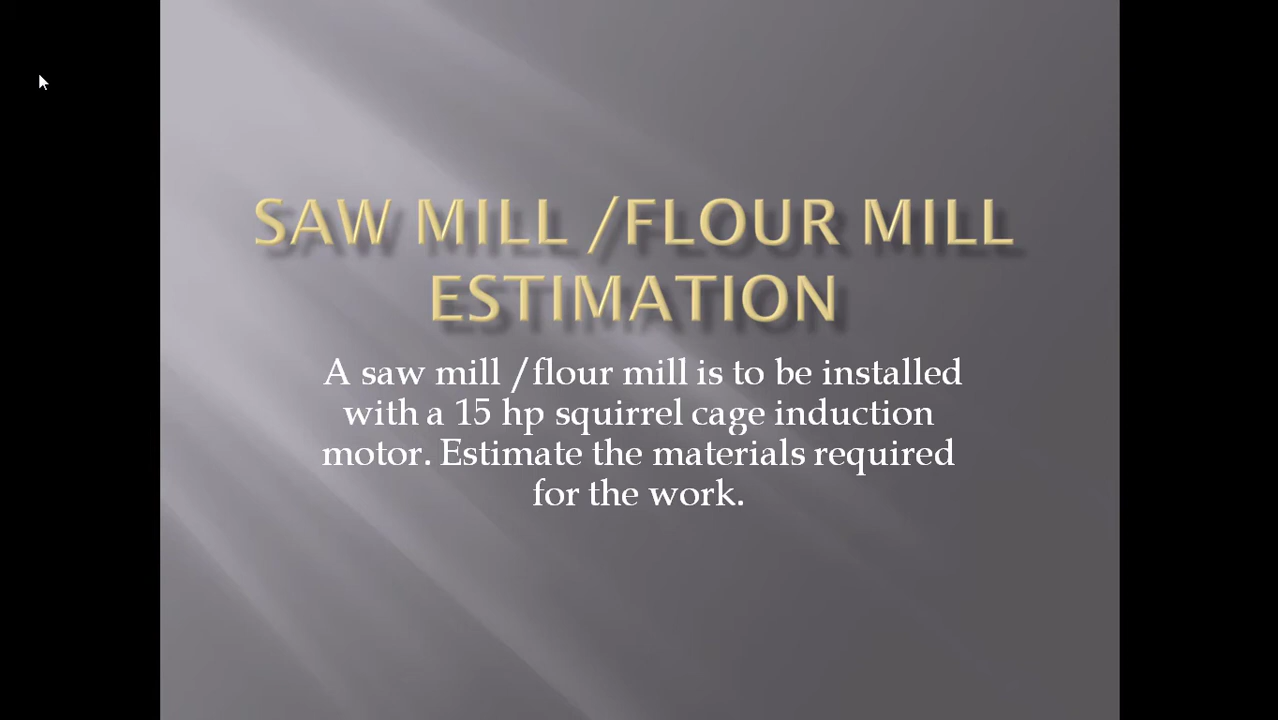 SAW MILL /FLOUR MILL
ESTIMATION
A saw mill /flour mill is to be installed
with a 15 hp squirrel cage induction
motor. Estimate the materials required
for the work.